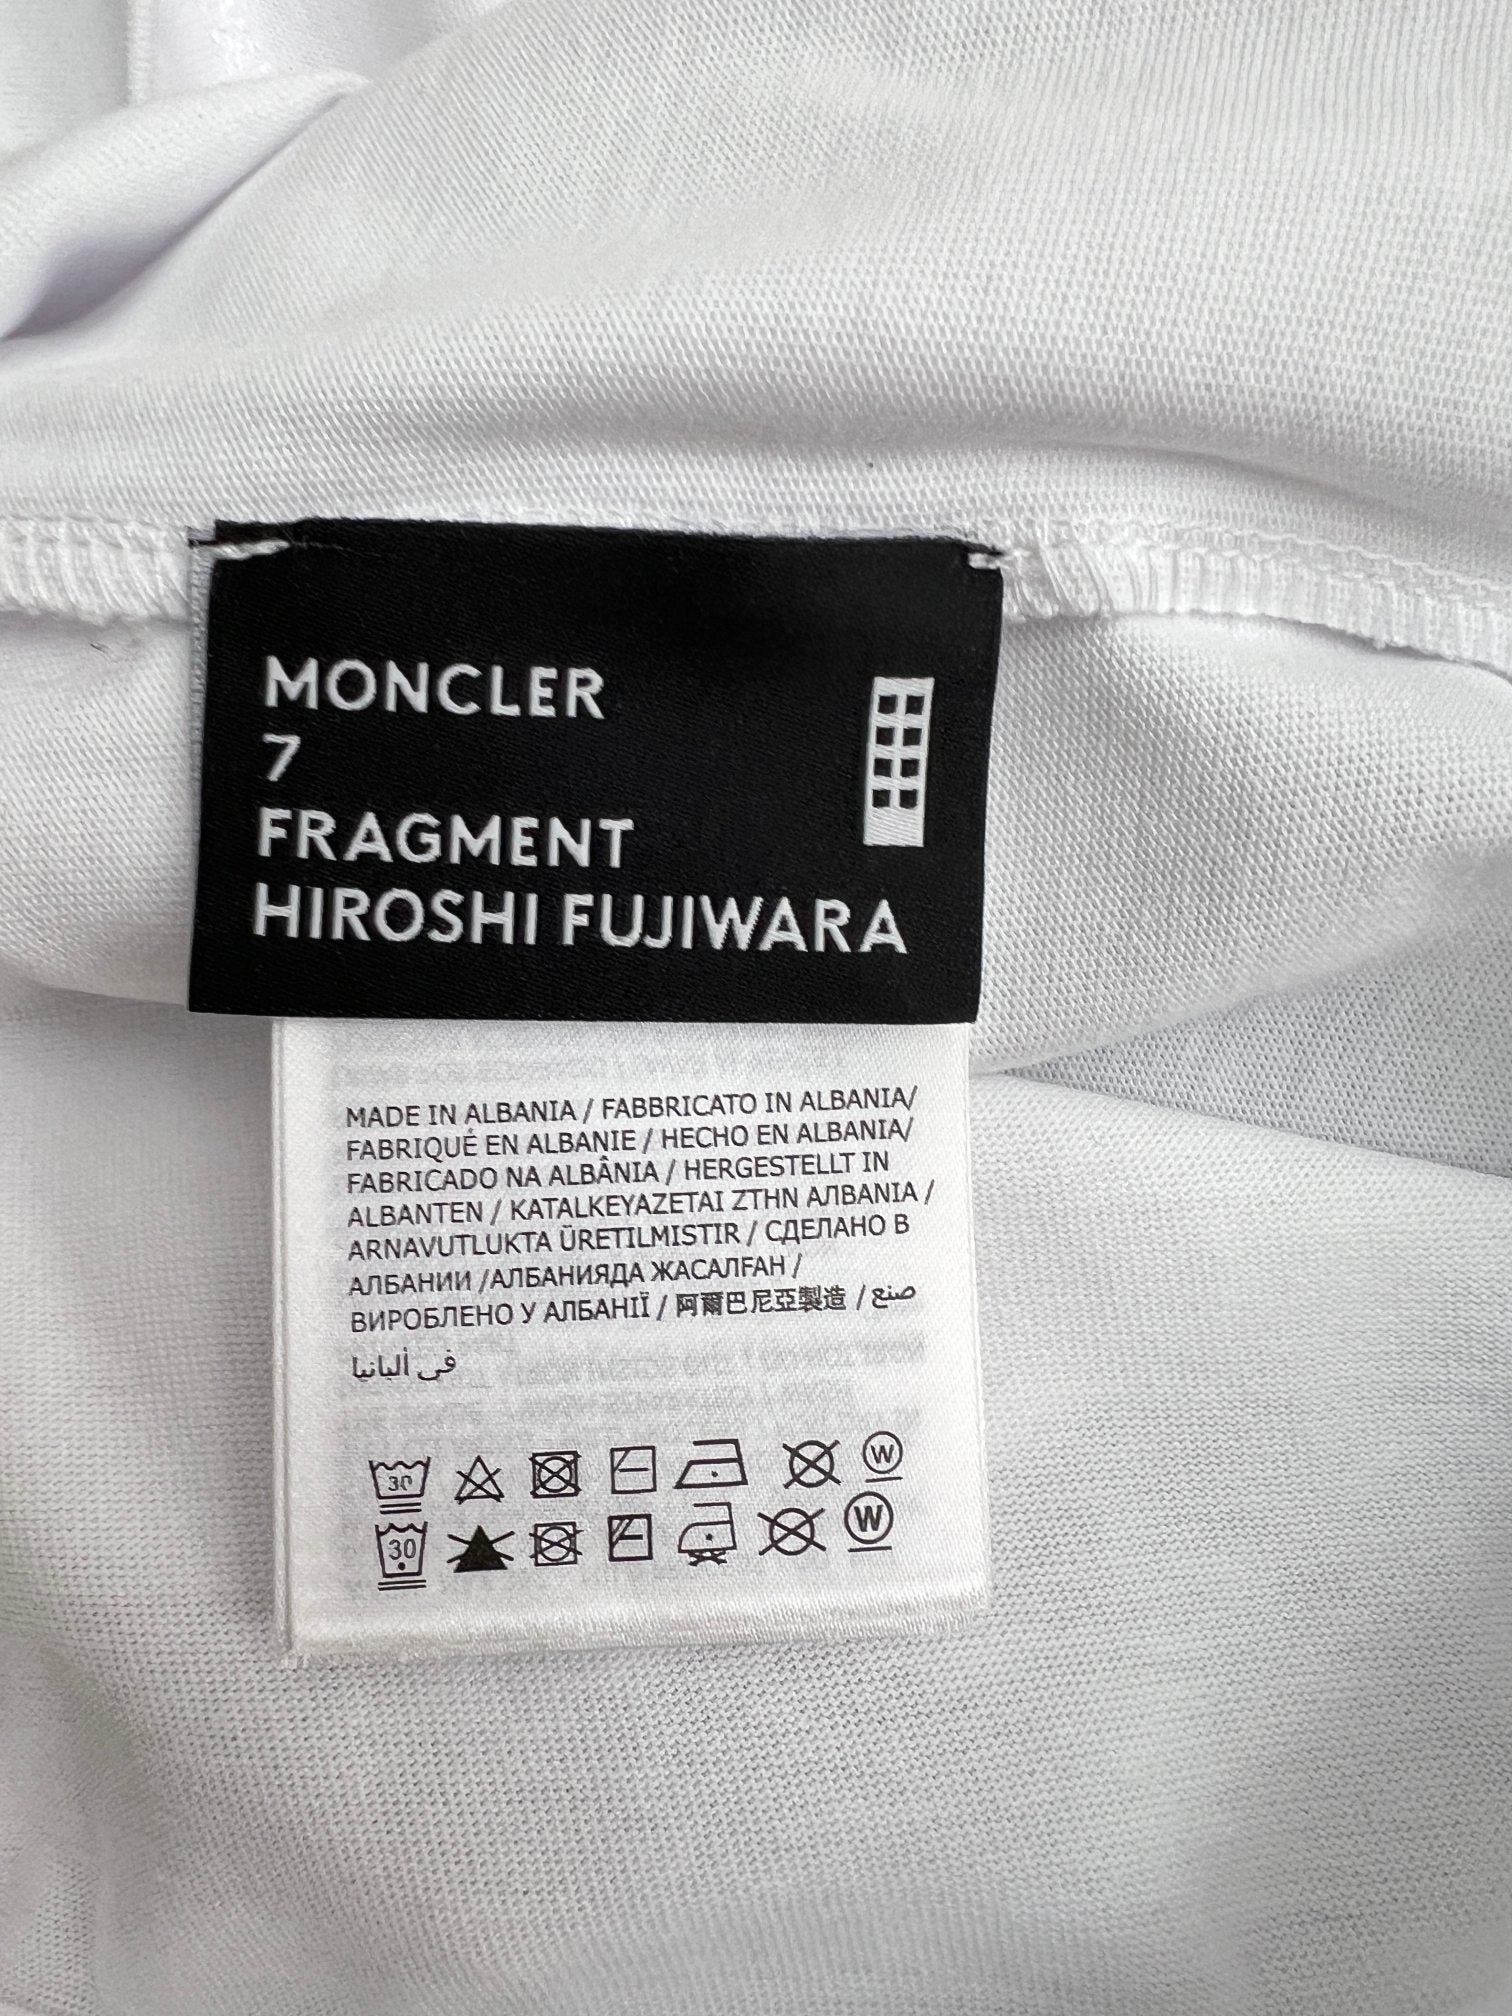 MONCLER
7
FRAGMENT
HIROSHI FUJIWARA
MADE IN ALBANIA / FABBRICATO IN ALBANIA/
FABRIQUÉ EN ALBANIE / HECHO EN ALBANIA/
FABRICADO NA ALBÂNIA / HERGESTELLT IN
ALBANTEN / KATALKEYAZETAI ZTHN AΛBANIA /
ARNAVUTLUKTA ÜRETILMISTIR / СДЕЛАНО В
АЛБАНИИ /АЛБАНИЯДА ЖАСАЛҒАН /
ВИРОБЛЕНО У АЛБАНІЇ / 阿爾巴尼亞製造 / صنع
في ألبانيا
30 W
30 W